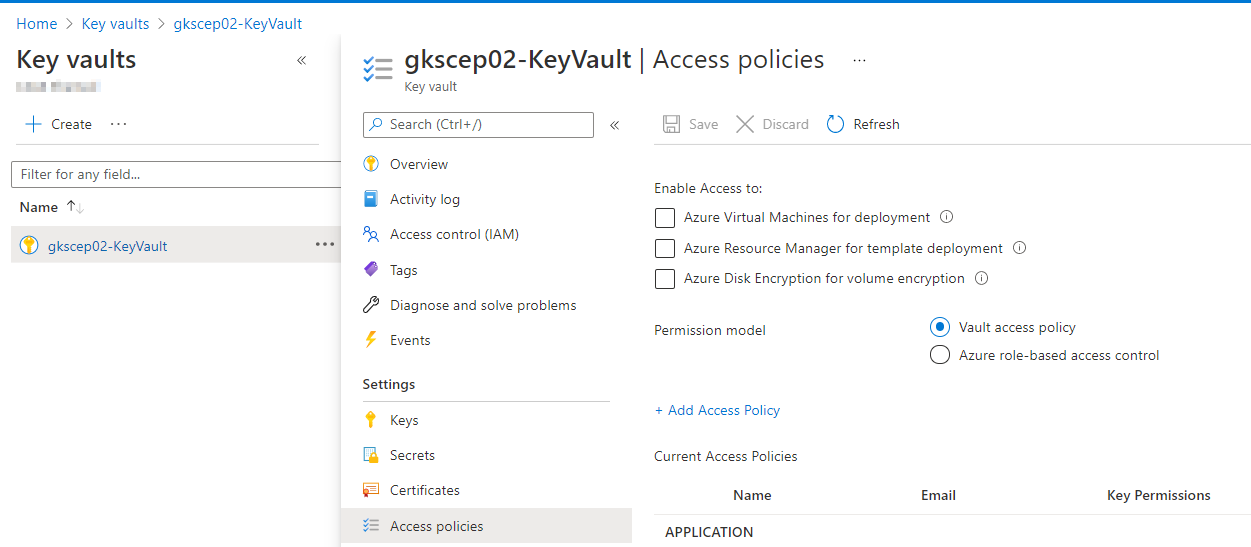 Home > Key vaults > gkscep02-KeyVault
Key vaults
«
+ Create ...
Filter for any field...
Name ↑↓
gkscep02-KeyVault ...
gkscep02-KeyVault | Access policies ...
Key vault
Search (Ctrl+/) «
Overview
Activity log
Access control (IAM)
Tags
Diagnose and solve problems
Events
Settings
Keys
Secrets
Certificates
Access policies
Save Discard Refresh
Enable Access to:
Azure Virtual Machines for deployment
Azure Resource Manager for template deployment
Azure Disk Encryption for volume encryption
Permission model
Vault access policy
Azure role-based access control
+ Add Access Policy
Current Access Policies
Name Email Key Permissions
APPLICATION